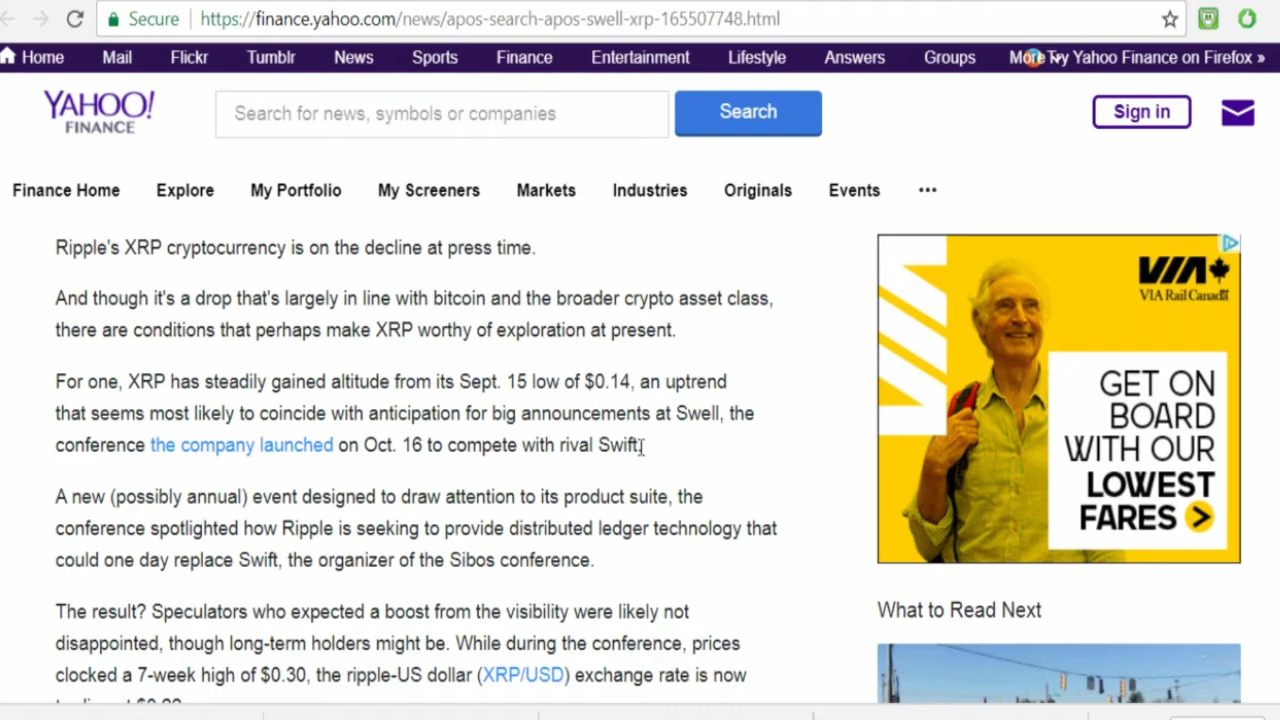 Secure https://finance.yahoo.com/news/apos-search-apos-swell-xrp-165507748.html
Home Mail Flickr Tumblr News Sports Finance Entertainment Lifestyle Answers Groups More Try Yahoo Finance on Firefox »
YAHOO!
FINANCE
Search for news, symbols or companies
Search
Sign in
Finance Home Explore My Portfolio My Screeners Markets Industries Originals Events •••
Ripple's XRP cryptocurrency is on the decline at press time.
And though it's a drop that's largely in line with bitcoin and the broader crypto asset class,
there are conditions that perhaps make XRP worthy of exploration at present.
For one, XRP has steadily gained altitude from its Sept. 15 low of $0.14, an uptrend
that seems most likely to coincide with anticipation for big announcements at Swell, the
conference the company launched on Oct. 16 to compete with rival Swift.
A new (possibly annual) event designed to draw attention to its product suite, the
conference spotlighted how Ripple is seeking to provide distributed ledger technology that
could one day replace Swift, the organizer of the Sibos conference.
The result? Speculators who expected a boost from the visibility were likely not
disappointed, though long-term holders might be. While during the conference, prices
clocked a 7-week high of $0.30, the ripple-US dollar (XRP/USD) exchange rate is now
VIA
VIA Rail Canada
GET ON
BOARD
WITH OUR
LOWEST
FARES >
What to Read Next